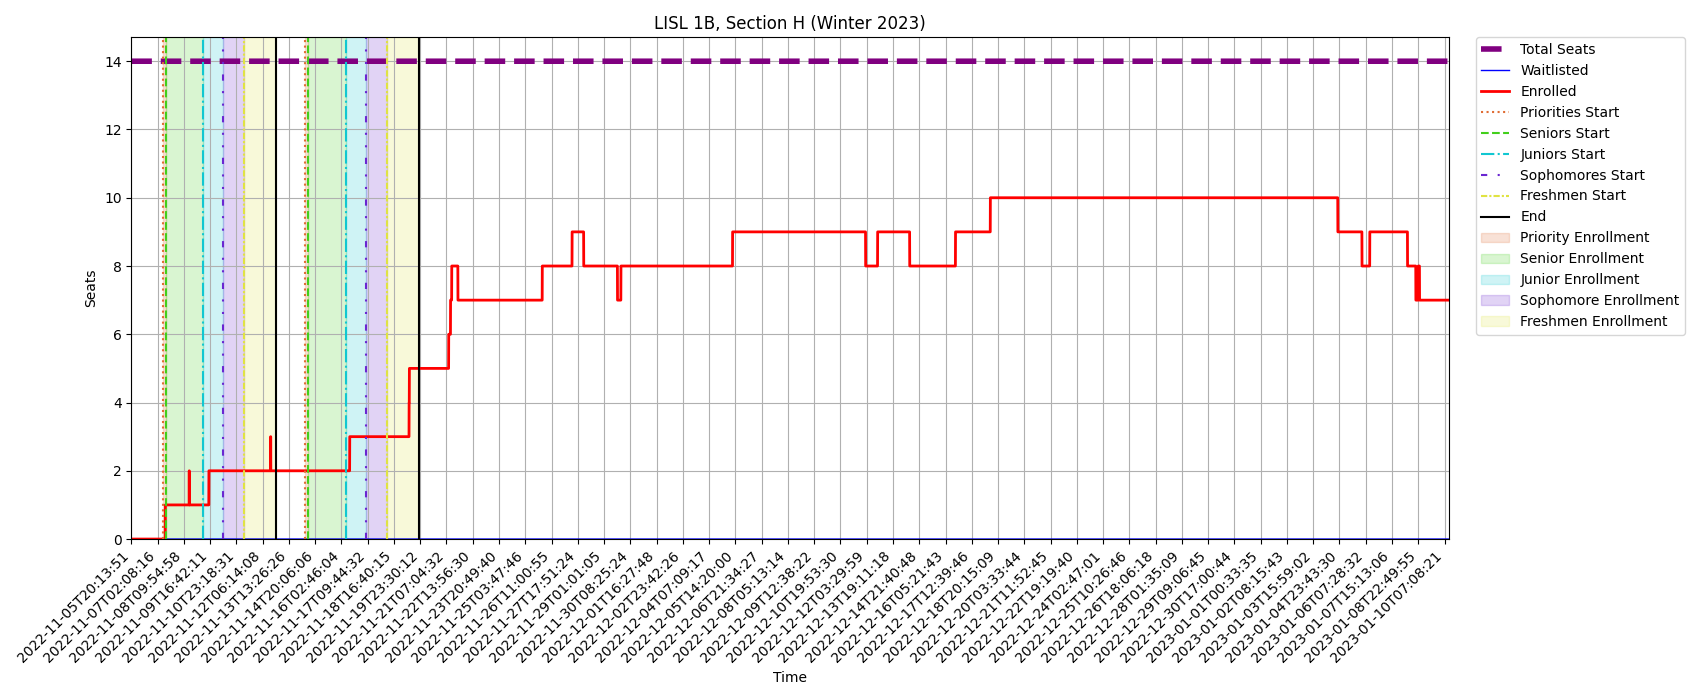 LISL 1B, Section H (Winter 2023)
Seats
14
12
10
8
6
4
2
0
2022-11-05T20:13:51
2022-11-07T02:08:16
2022-11-08T09:54:58
2022-11-09T16:42:11
2022-11-10T23:18:31
2022-11-12T06:14:08
2022-11-13T13:26:26
2022-11-14T20:06:06
2022-11-16T02:46:04
2022-11-17T09:44:32
2022-11-18T16:40:15
2022-11-19T23:30:12
2022-11-21T07:04:32
2022-11-22T13:56:30
2022-11-23T20:49:40
2022-11-25T03:47:46
2022-11-26T11:00:55
2022-11-27T17:51:24
2022-11-29T01:01:05
2022-11-30T08:25:24
2022-12-01T16:27:48
2022-12-02T23:42:26
2022-12-04T07:09:17
2022-12-05T14:20:00
2022-12-06T21:34:27
2022-12-08T05:13:14
2022-12-09T12:38:22
2022-12-10T19:53:30
2022-12-12T03:29:59
2022-12-13T19:11:18
2022-12-14T21:40:48
2022-12-16T05:21:43
2022-12-17T12:39:46
2022-12-18T20:15:09
2022-12-20T03:33:44
2022-12-21T11:52:45
2022-12-22T19:19:40
2022-12-24T02:47:01
2022-12-25T10:26:46
2022-12-26T18:06:18
2022-12-28T01:35:09
2022-12-29T09:06:45
2022-12-30T17:00:44
2023-01-01T00:33:35
2023-01-02T08:15:43
2023-01-03T15:59:02
2023-01-04T23:43:30
2023-01-06T07:28:32
2023-01-07T15:13:06
2023-01-08T22:49:55
2023-01-10T07:08:21
Time
Total Seats
Waitlisted
Enrolled
Priorities Start
Seniors Start
Juniors Start
Sophomores Start
Freshmen Start
End
Priority Enrollment
Senior Enrollment
Junior Enrollment
Sophomore Enrollment
Freshmen Enrollment